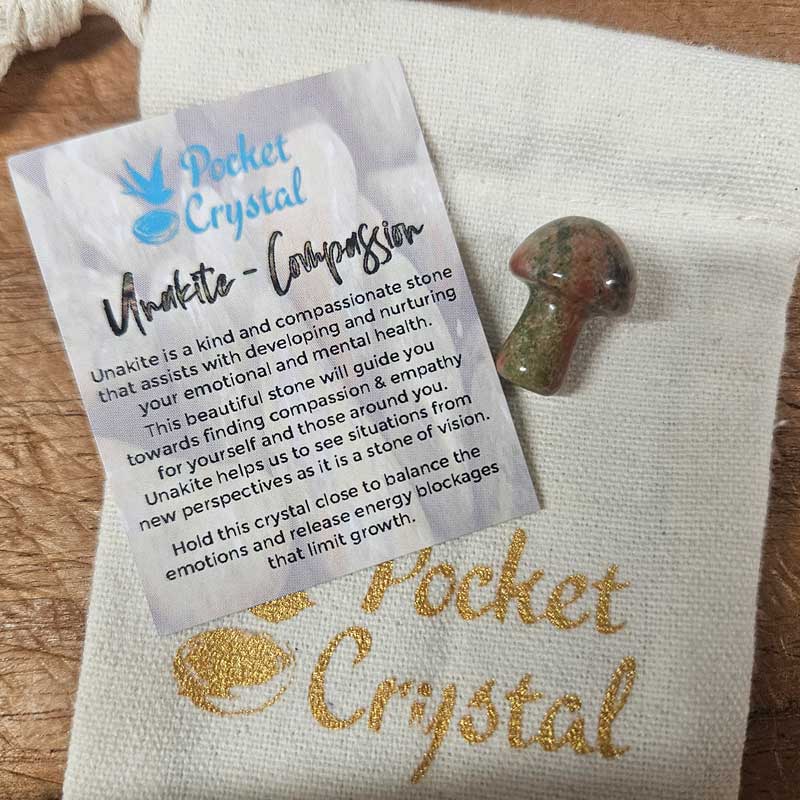 Pocket
Crystal
Unakite - Compassion
Unakite is a kind and compassionate stone
that assists with developing and nurturing
your emotional and mental health.
This beautiful stone will guide you
towards finding compassion & empathy
for yourself and those around you.
Unakite helps us to see situations from
new perspectives as it is a stone of vision.
Hold this crystal close to balance the
emotions and release energy blockages
that limit growth.
Pocket
Crystal